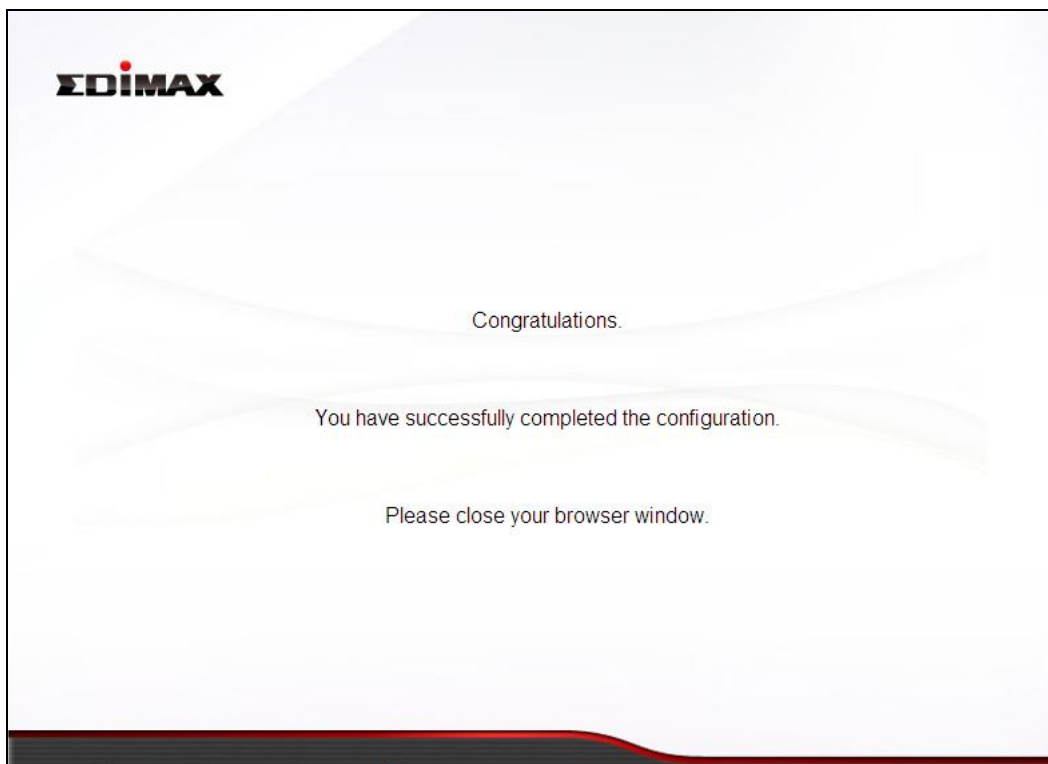 EDIMAX
Congratulations.
You have successfully completed the configuration.
Please close your browser window.